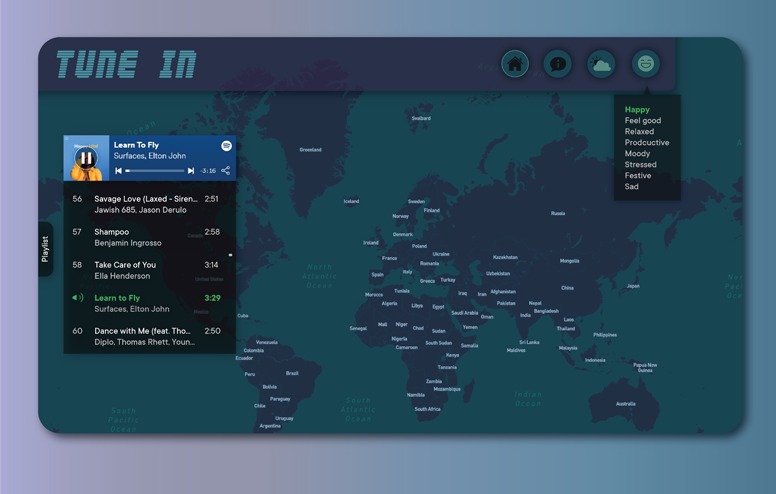 TUNE IN
Happy
Feel good
Relaxed
Prodcuctive
Moody
Stressed
Festive
Sad
Playlist
Learn To Fly
Surfaces, Elton John
-3:16
56 Savage Love (Laxed - Siren... 2:51
Jawish 685, Jason Derulo
57 Shampoo 2:58
Benjamin Ingrosso
58 Take Care of You 3:14
Ella Henderson
Learn to Fly 3:29
Surfaces, Elton John
60 Dance with Me (feat. Tho... 2:50
Diplo, Thomas Rhett, Youn...
Canada
United States
Mexico
Svalbard
Greenland
Iceland
Sweden
Finland
Norway
Russia
Denmark
Ireland
Poland
Ukraine
France
Kazakhstan
Romania
Mongolia
Spain
Italy
Uzbekistan
Greece
Turkey
North
Atlantic
Ocean
Tunisia
China
Japan
Morocco
Iraq
Iran
Afghanistan
Algeria
Libya
Egypt
Pakistan
Nepal
Saudi Arabia
Bangladesh
Cuba
Oman
India
Laos
Mali
Niger
Chad
Sudan
Yemen
Thailand
Senegal
Philippines
Nigeria
South Sudan
Sri Lanka
Venezuela
Cameroon
Somalia
Maldives
Malaysia
Colombia
Kenya
Ecuador
Indonesia
Tanzania
Papua New
Guinea
Peru
Brazil
Zambia
Bolivia
Mozambique
Namibia
Indian
Ocean
Paraguay
South
Atlantic
Ocean
Chile
South Africa
Australia
South
Pacific
Ocean
Uruguay
Argentina